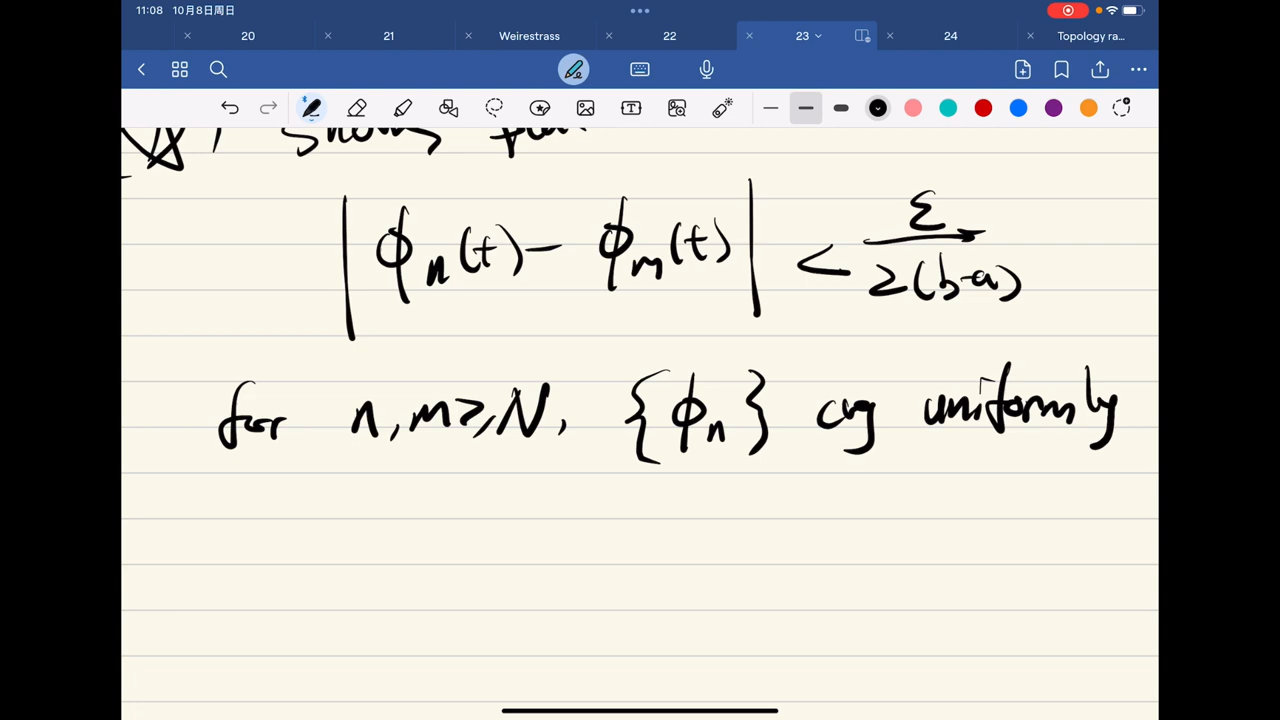 11:08 10月8日周日
20 21 Weirestrass 22 23 24 Topology ra...
shows
|ϕn(t) − ϕm(t)| < ε/2(b-a)
for n, m ≥ N, {ϕn} cvg uniformly